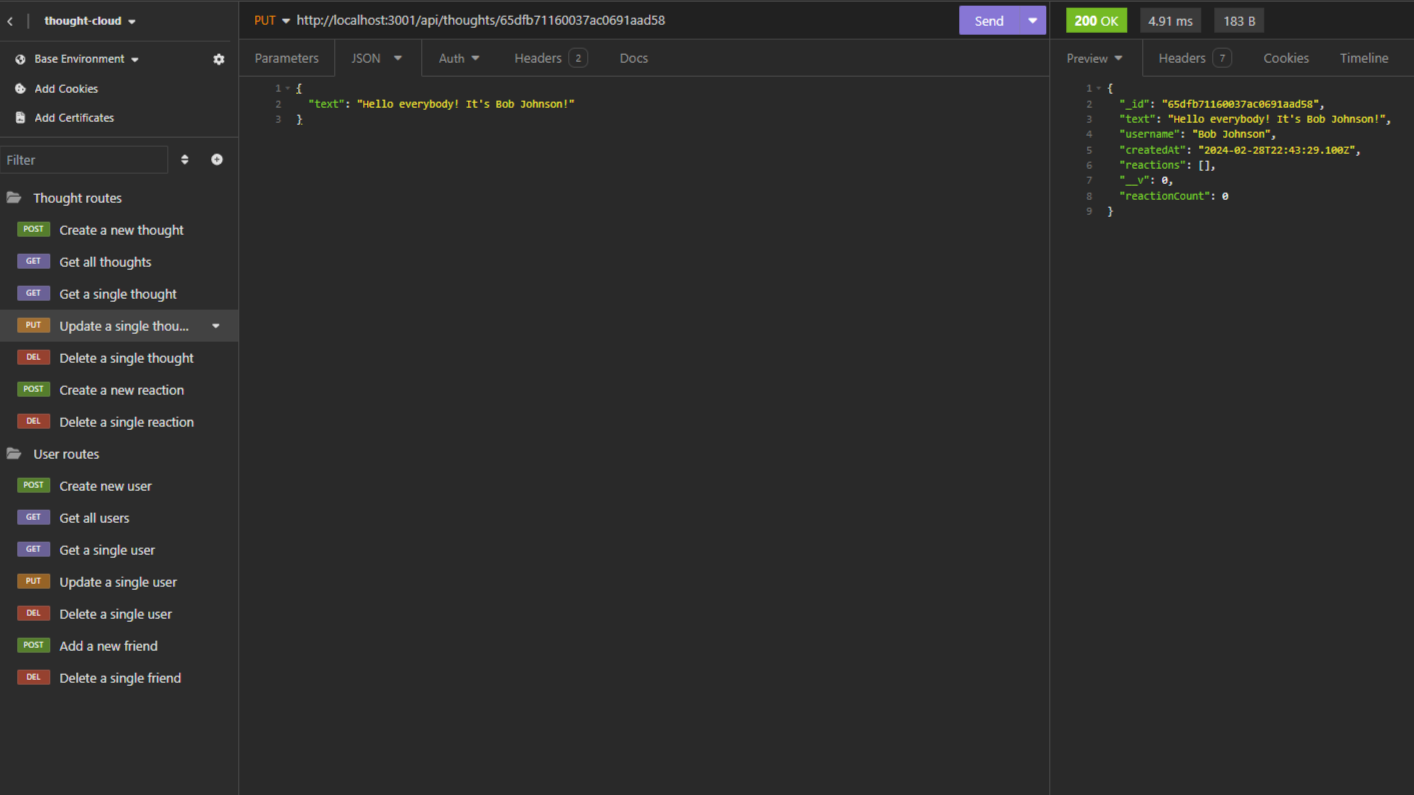 thought-cloud
Base Environment
Add Cookies
Add Certificates
Filter
Thought routes
POST Create a new thought
GET Get all thoughts
GET Get a single thought
PUT Update a single thou...
DEL Delete a single thought
POST Create a new reaction
DEL Delete a single reaction
User routes
POST Create new user
GET Get all users
GET Get a single user
PUT Update a single user
DEL Delete a single user
POST Add a new friend
DEL Delete a single friend
PUT http://localhost:3001/api/thoughts/65dfb71160037ac0691aad58 Send
Parameters JSON Auth Headers 2 Docs
1 {
2 "text": "Hello everybody! It's Bob Johnson!"
3 }
200 OK 4.91 ms 183 B
Preview Headers 7 Cookies Timeline
1 {
2 "_id": "65dfb71160037ac0691aad58",
3 "text": "Hello everybody! It's Bob Johnson!",
4 "username": "Bob Johnson",
5 "createdAt": "2024-02-28T22:43:29.100Z",
6 "reactions": [],
7 "__v": 0,
8 "reactionCount": 0
9 }